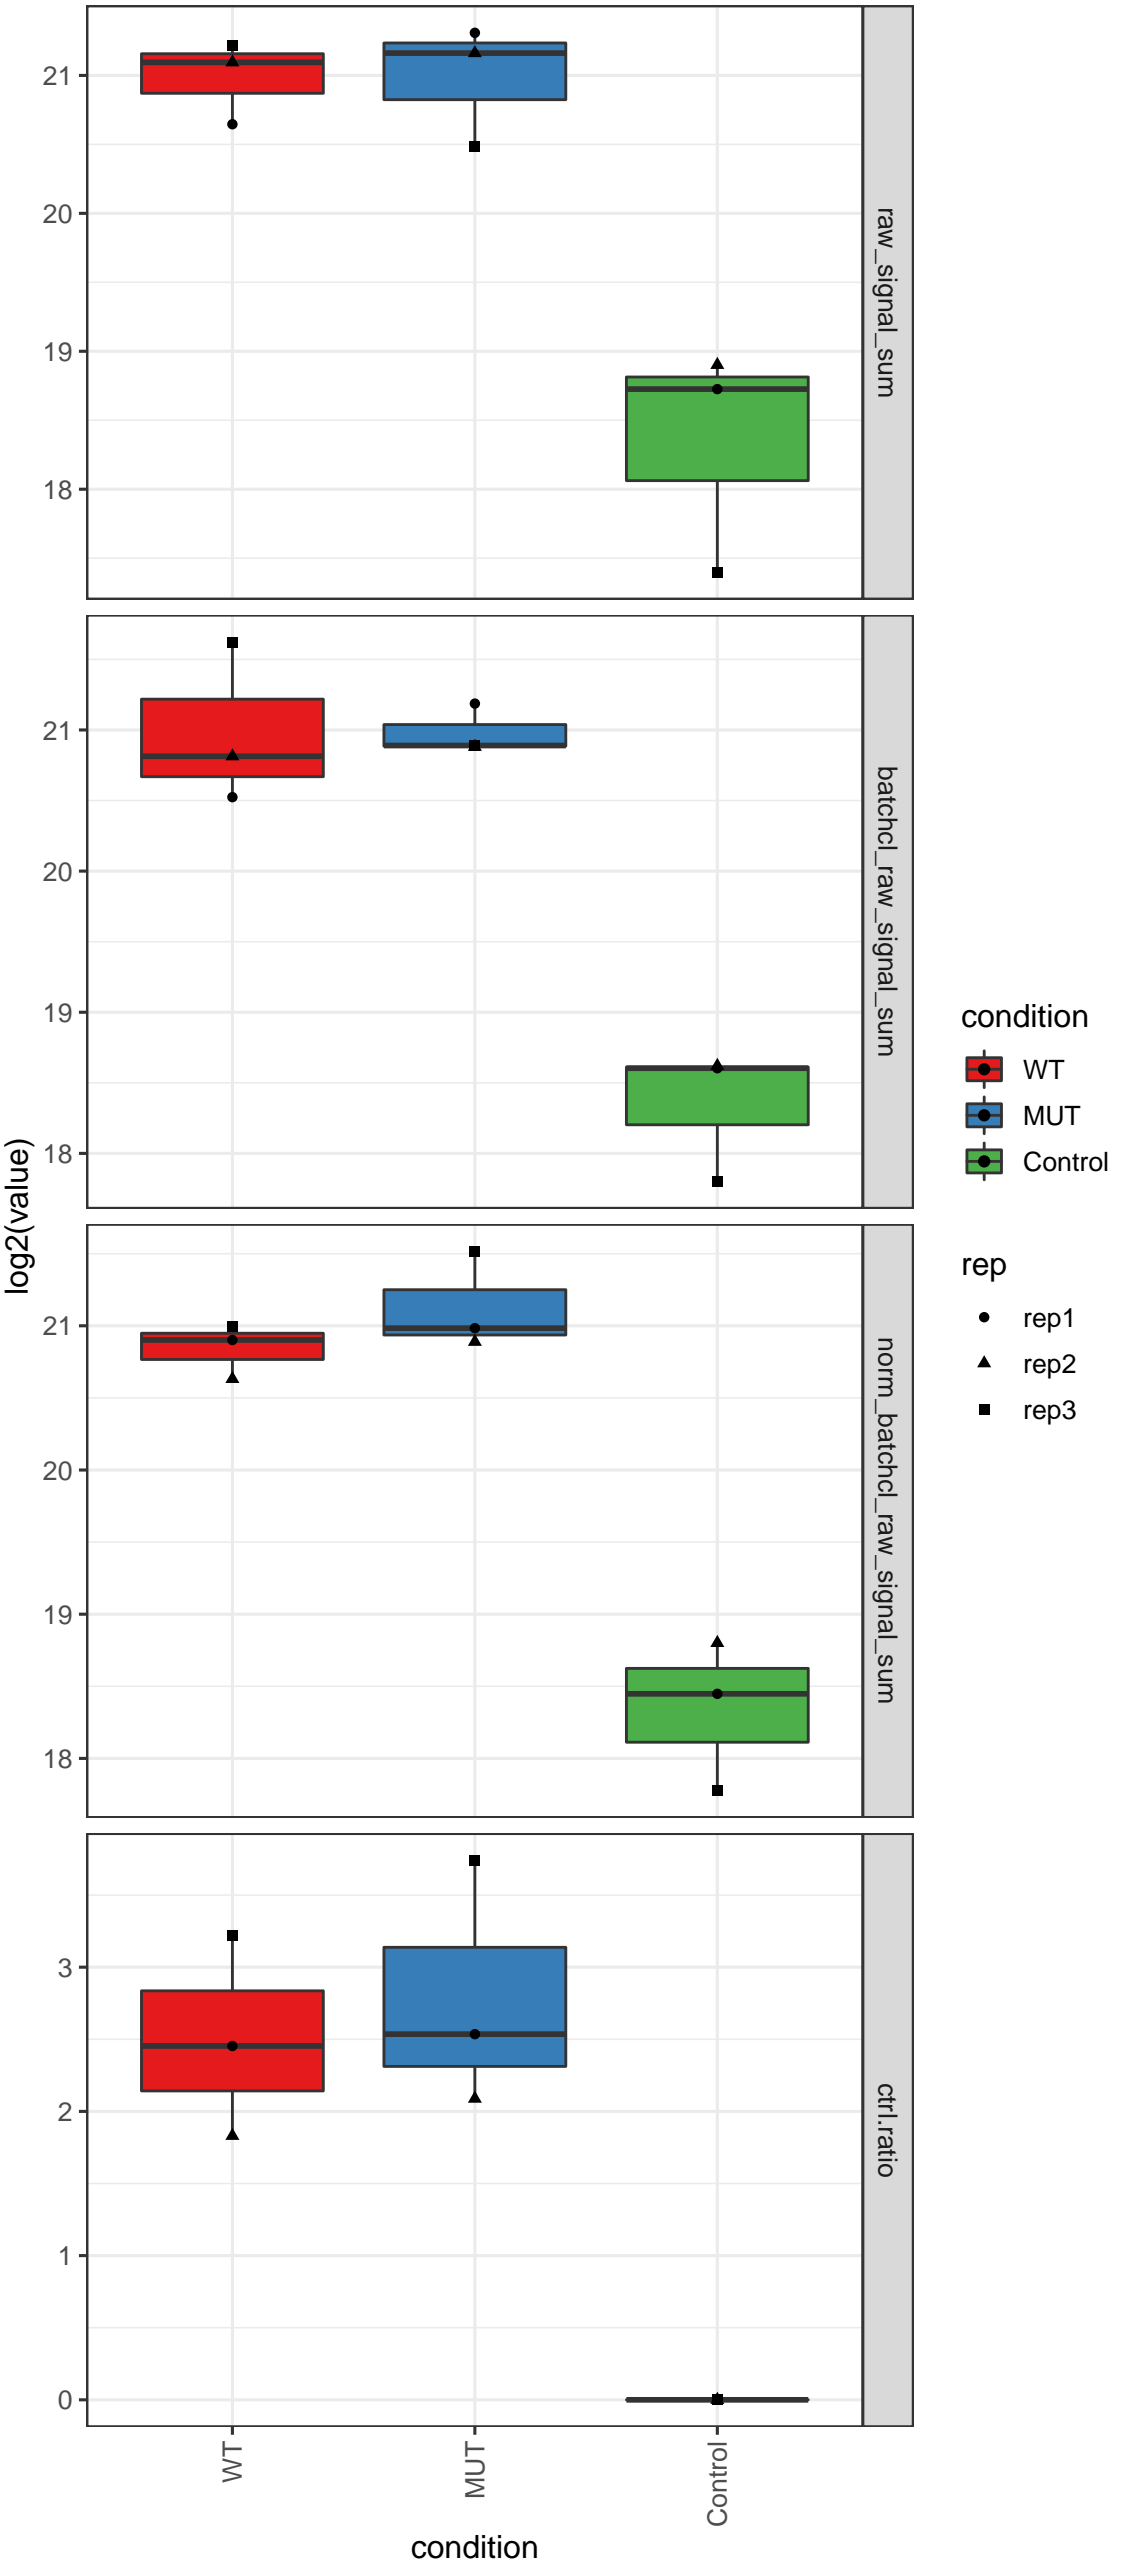 21
20
19
18
raw_signal_sum
21
20
19
18
batchcl_raw_signal_sum
21
20
19
18
norm_batchcl_raw_signal_sum
3
2
1
0
ctrl.ratio
log2(value)
WT
MUT
Control
condition
condition
WT
MUT
Control
rep
rep1
rep2
rep3